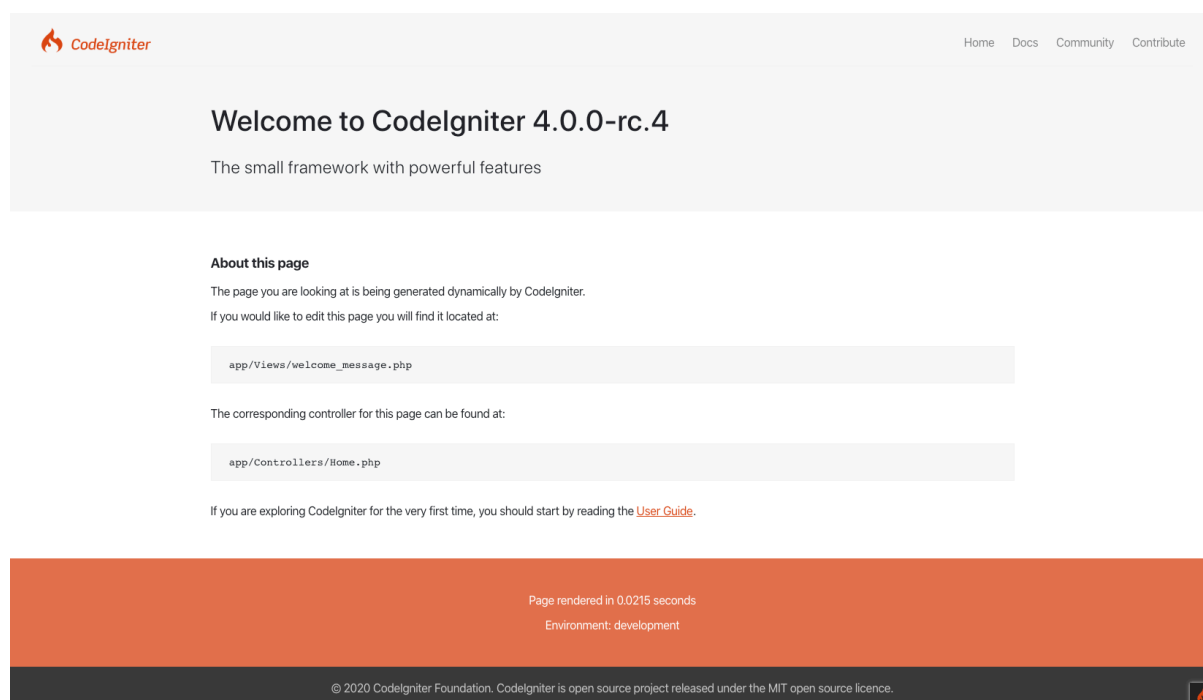 CodeIgniter
Home Docs Community Contribute
Welcome to CodeIgniter 4.0.0-rc.4
The small framework with powerful features
About this page
The page you are looking at is being generated dynamically by CodeIgniter.
If you would like to edit this page you will find it located at:
app/Views/welcome_message.php
The corresponding controller for this page can be found at:
app/Controllers/Home.php
If you are exploring CodeIgniter for the very first time, you should start by reading the User Guide.
Page rendered in 0.0215 seconds
Environment: development
© 2020 CodeIgniter Foundation. CodeIgniter is open source project released under the MIT open source licence.